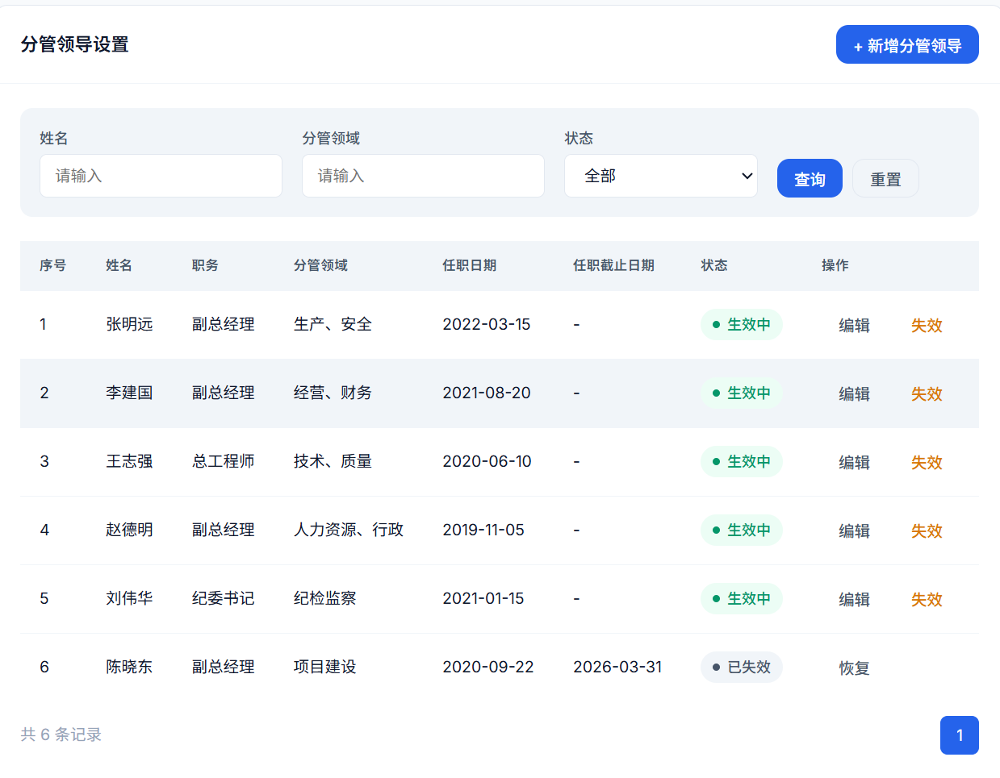 分管领导设置
+ 新增分管领导
姓名 分管领域 状态
请输入 请输入 全部 查询 重置
序号 姓名 职务 分管领域 任职日期 任职截止日期 状态 操作
1 张明远 副总经理 生产、安全 2022-03-15 - 生效中 编辑 失效
2 李建国 副总经理 经营、财务 2021-08-20 - 生效中 编辑 失效
3 王志强 总工程师 技术、质量 2020-06-10 - 生效中 编辑 失效
4 赵德明 副总经理 人力资源、行政 2019-11-05 - 生效中 编辑 失效
5 刘伟华 纪委书记 纪检监察 2021-01-15 - 生效中 编辑 失效
6 陈晓东 副总经理 项目建设 2020-09-22 2026-03-31 已失效 恢复
共 6 条记录 1